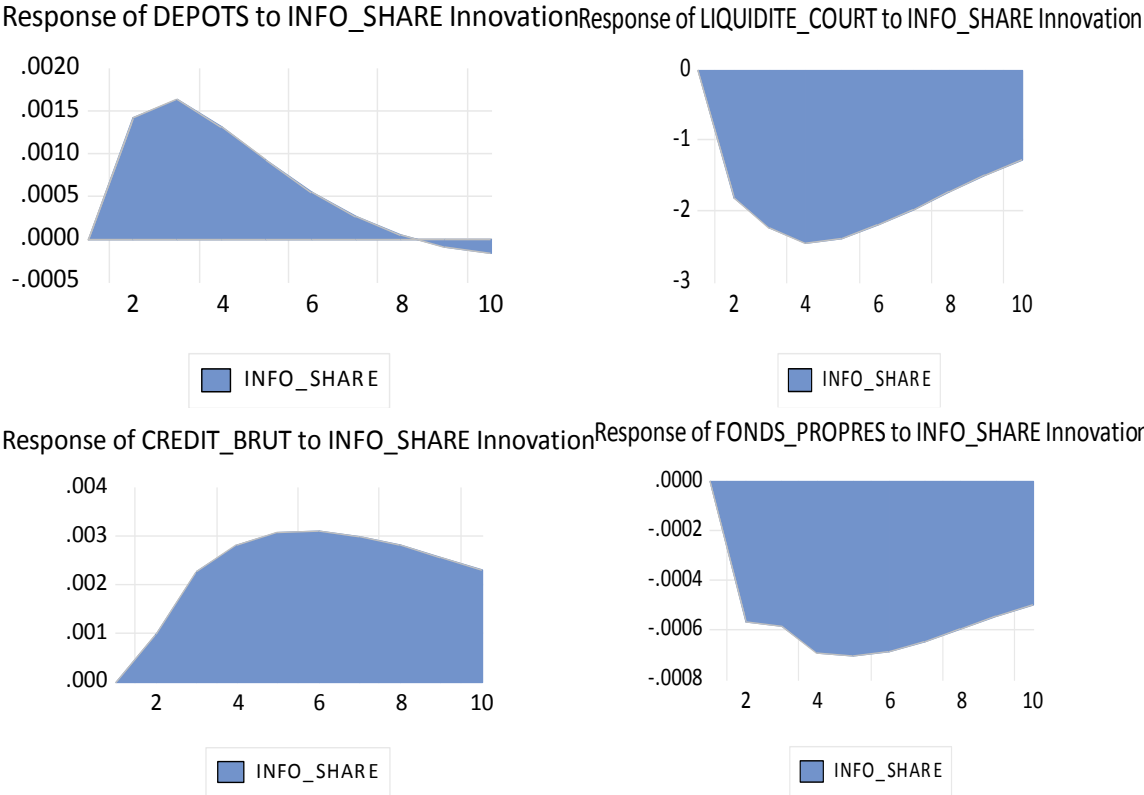 Response of DEPOTS to INFO_SHARE Innovation
.0020
.0015
.0010
.0005
.0000
-.0005
2 4 6 8 10
INFO_SHARE
Response of LIQUIDITE_COURT to INFO_SHARE Innovation
0
-1
-2
-3
2 4 6 8 10
INFO_SHARE
Response of CREDIT_BRUT to INFO_SHARE Innovation
.004
.003
.002
.001
.000
2 4 6 8 10
INFO_SHARE
Response of FONDS_PROPRES to INFO_SHARE Innovation
.0000
-.0002
-.0004
-.0006
-.0008
2 4 6 8 10
INFO_SHARE